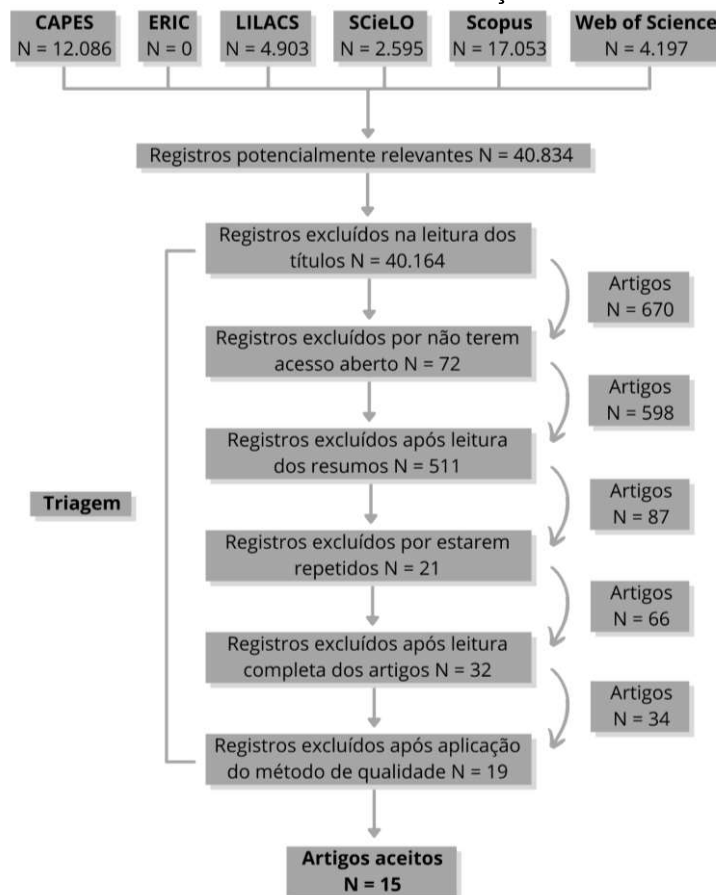 CAPES
N = 12.086
ERIC
N = 0
LILACS
N = 4.903
SCieLO
N = 2.595
Scopus
N = 17.053
Web of Science
N = 4.197
Registros potencialmente relevantes N = 40.834
Registros excluídos na leitura dos
títulos N = 40.164
Artigos
N = 670
Registros excluídos por não terem
acesso aberto N = 72
Artigos
N = 598
Registros excluídos após leitura
dos resumos N = 511
Triagem
Artigos
N = 87
Registros excluídos por estarem
repetidos N = 21
Artigos
N = 66
Registros excluídos após leitura
completa dos artigos N = 32
Artigos
N = 34
Registros excluídos após aplicação
do método de qualidade N = 19
Artigos aceitos
N = 15